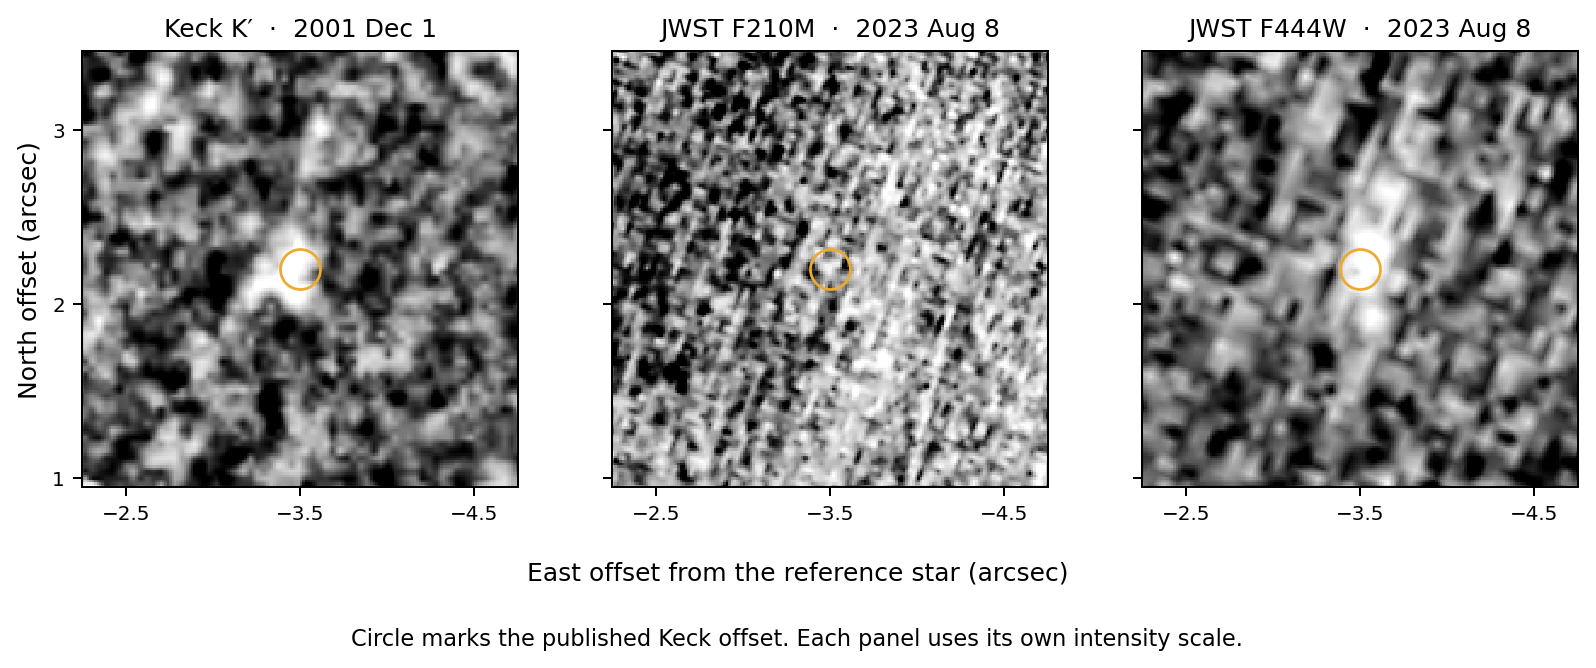 Keck K′ · 2001 Dec 1
JWST F210M · 2023 Aug 8
JWST F444W · 2023 Aug 8
North offset (arcsec)
3
2
1
−2.5 −3.5 −4.5
−2.5 −3.5 −4.5
−2.5 −3.5 −4.5
East offset from the reference star (arcsec)
Circle marks the published Keck offset. Each panel uses its own intensity scale.